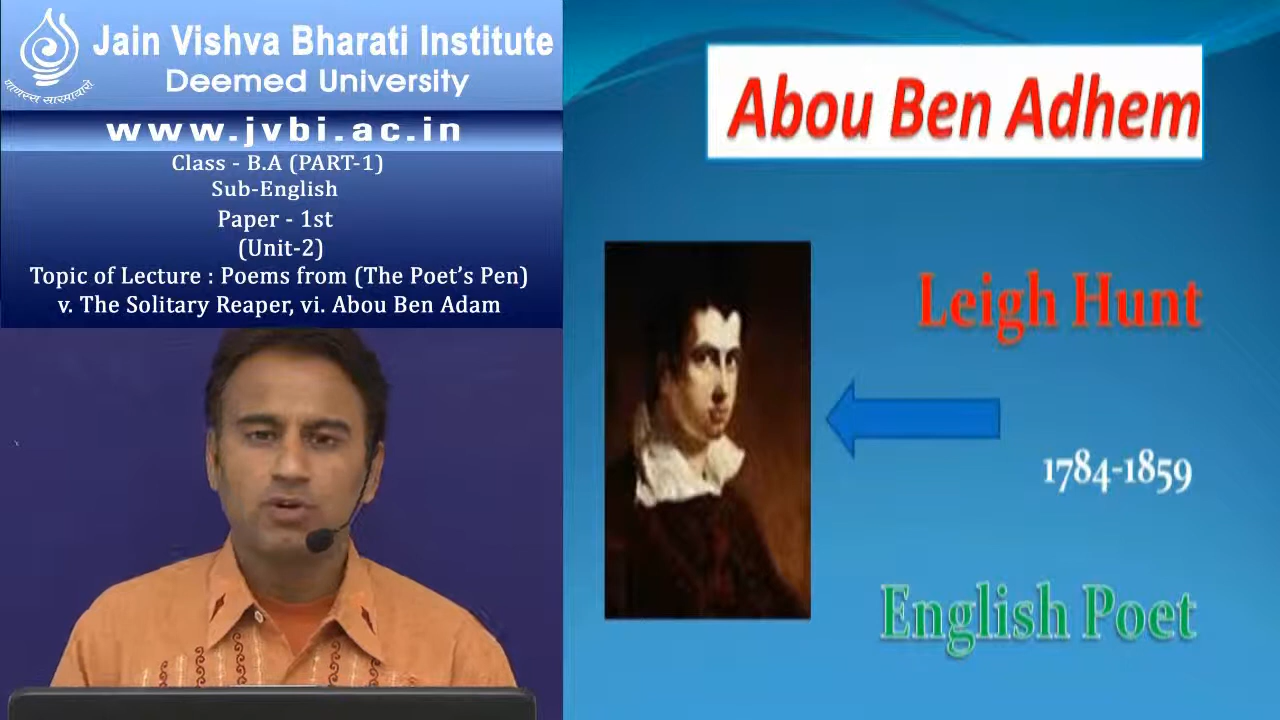 Jain Vishva Bharati Institute
Deemed University
णाणस्स सारमायारो
www.jvbi.ac.in
Class - B.A (PART-1)
Sub-English
Paper - 1st
(Unit-2)
Topic of Lecture : Poems from (The Poet's Pen)
v. The Solitary Reaper, vi. Abou Ben Adam
Abou Ben Adhem
Leigh Hunt
1784-1859
English Poet